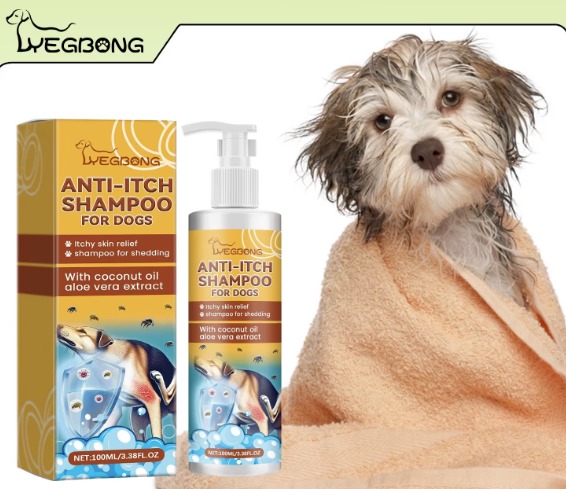 YEGBONG
YEGBONG
ANTI-ITCH
SHAMPOO
FOR DOGS
Itchy skin relief
shampoo for shedding
With coconut oil
aloe vera extract
NET:100ML/3.38FL.OZ
YEGBONG
ANTI-ITCH
SHAMPOO
FOR DOGS
Itchy skin relief
shampoo for shedding
With coconut oil
aloe vera extract
NET:100ML/3.38FL.OZ